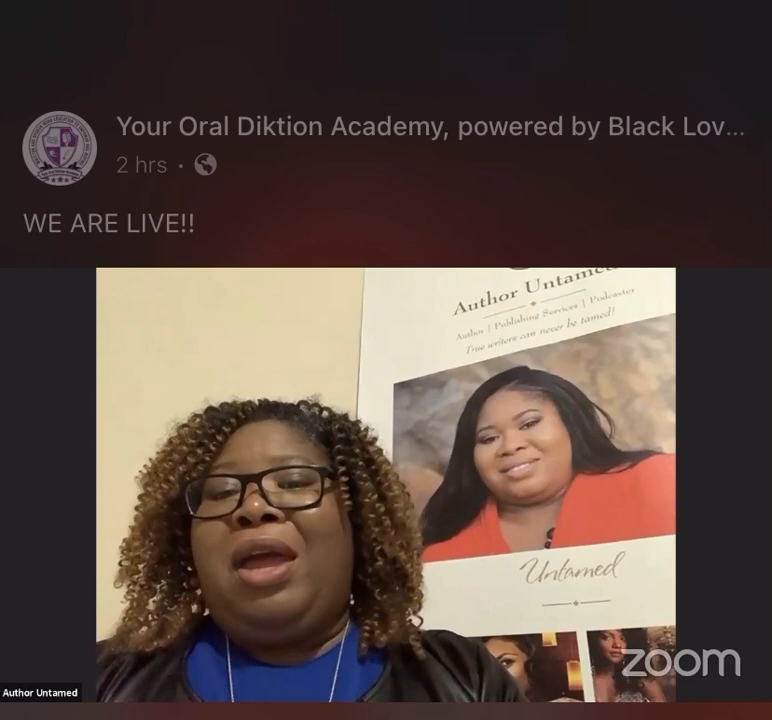 Your Oral Diktion Academy, powered by Black Lov...
2 hrs ·
WE ARE LIVE!!
Author Untamed
Author | Publishing Services | Podcaster
True writers can never be tamed!
Untamed
zoom
Author Untamed